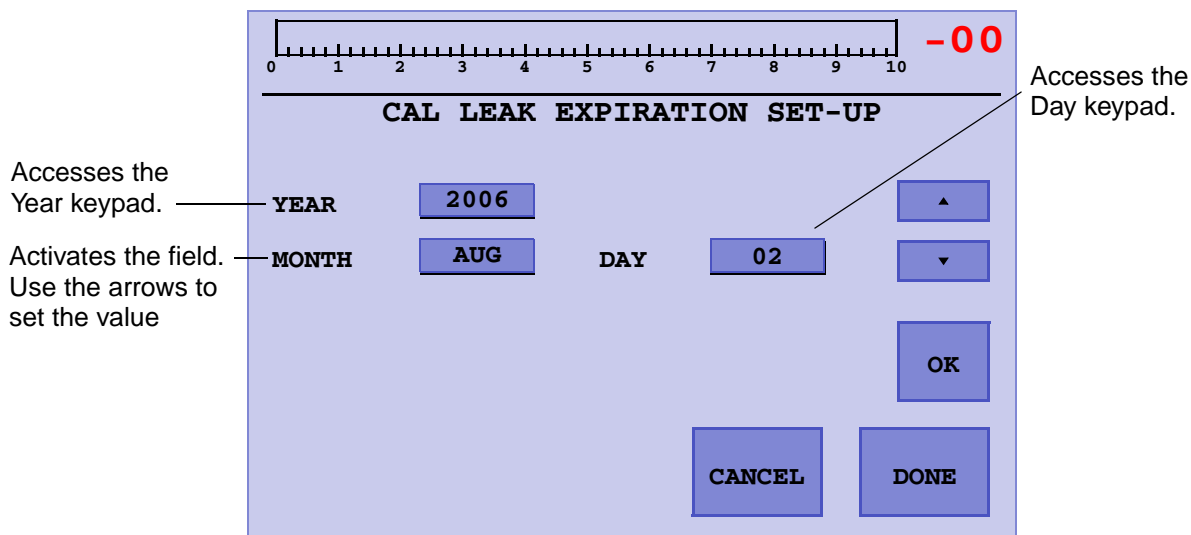 -00
0 1 2 3 4 5 6 7 8 9 10
CAL LEAK EXPIRATION SET-UP
Accesses the
Day keypad.
Accesses the
Year keypad.
YEAR 2006
Activates the field.
Use the arrows to
set the value
MONTH AUG DAY 02
OK
CANCEL DONE